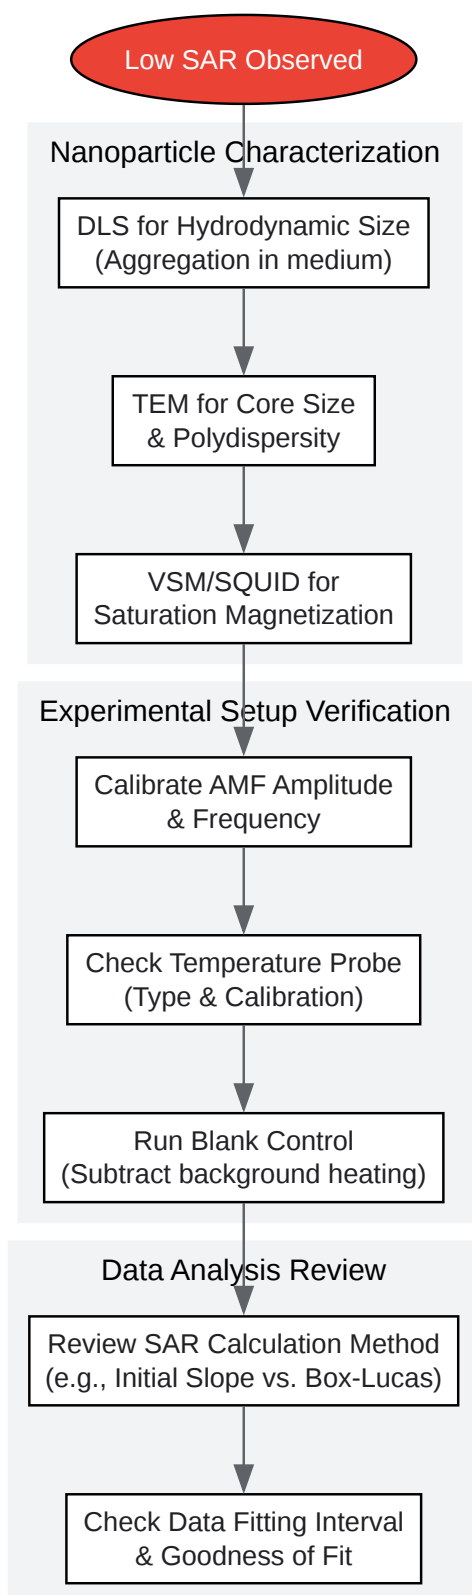 Low SAR Observed
Nanoparticle Characterization
DLS for Hydrodynamic Size
(Aggregation in medium)
TEM for Core Size
& Polydispersity
VSM/SQUID for
Saturation Magnetization
Experimental Setup Verification
Calibrate AMF Amplitude
& Frequency
Check Temperature Probe
(Type & Calibration)
Run Blank Control
(Subtract background heating)
Data Analysis Review
Review SAR Calculation Method
(e.g., Initial Slope vs. Box-Lucas)
Check Data Fitting Interval
& Goodness of Fit